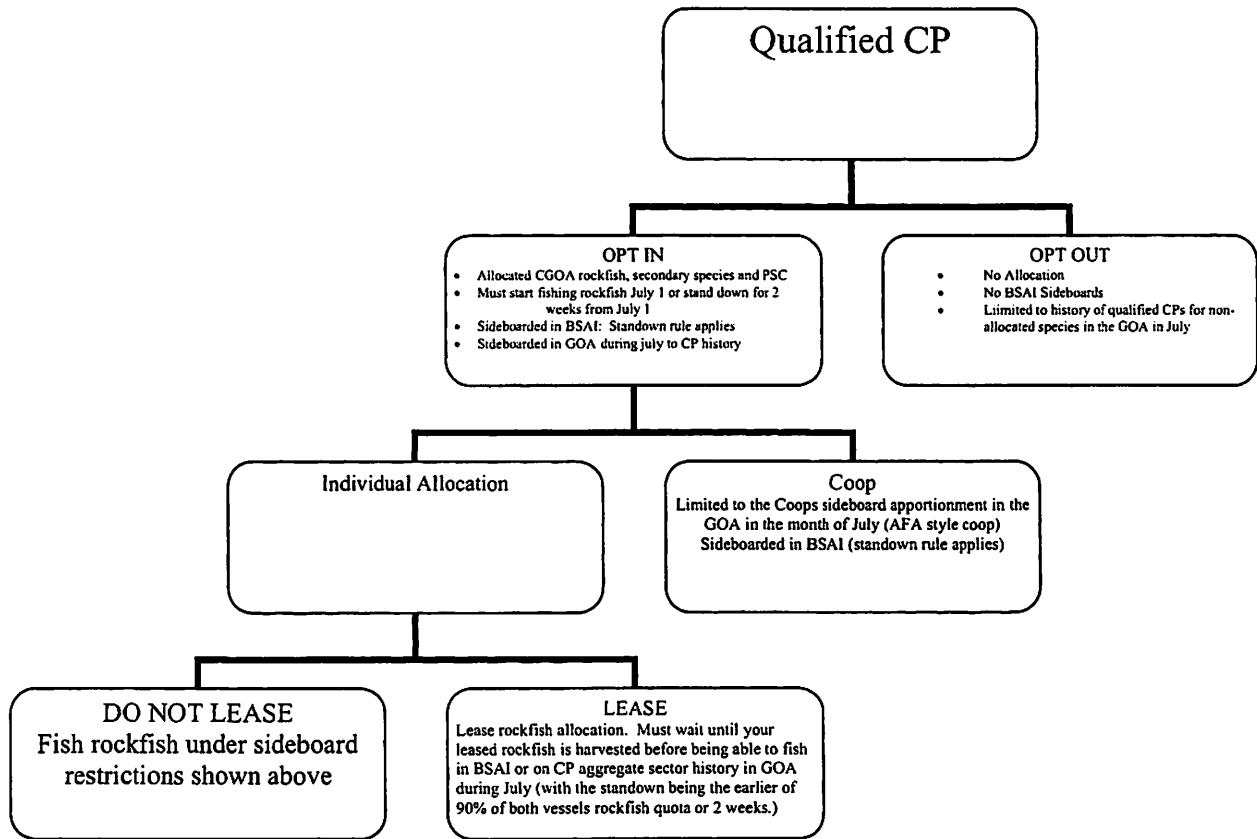 Qualified CP
OPT IN
• Allocated CGOA rockfish, secondary species and PSC
• Must start fishing rockfish July 1 or stand down for 2
weeks from July 1
• Sideboarded in BSAI: Standown rule applies
• Sideboarded in GOA during july to CP history
OPT OUT
• No Allocation
• No BSAI Sideboards
• Liimited to history of qualified CPs for non-
allocated species in the GOA in July
Individual Allocation
Coop
Limited to the Coops sideboard apportionment in the
GOA in the month of July (AFA style coop)
Sideboarded in BSAI (standown rule applies)
DO NOT LEASE
Fish rockfish under sideboard
restrictions shown above
LEASE
Lease rockfish allocation. Must wait until your
leased rockfish is harvested before being able to fish
in BSAI or on CP aggregate sector history in GOA
during July (with the standown being the earlier of
90% of both vessels rockfish quota or 2 weeks.)